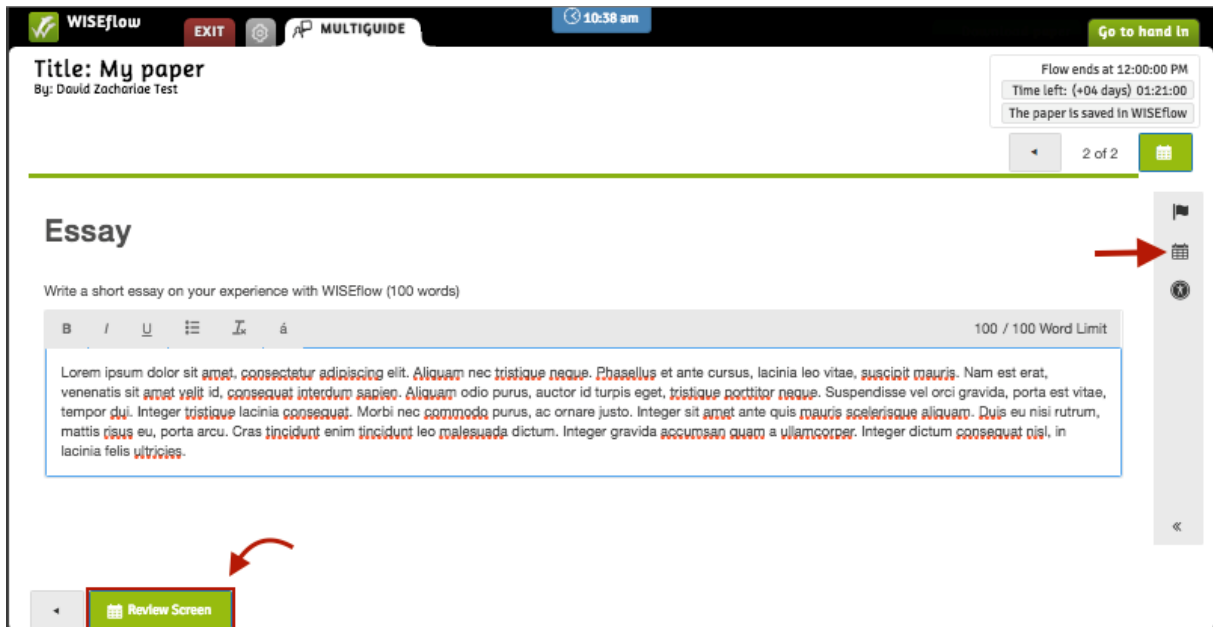 WISEflow
EXIT
MULTIGUIDE
10:38 am
Go to hand in
Title: My paper
By: David Zachariae Test
Flow ends at 12:00:00 PM
Time left: (+04 days) 01:21:00
The paper is saved in WISEflow
2 of 2
Essay
Write a short essay on your experience with WISEflow (100 words)
B I U Tx á 100 / 100 Word Limit
Lorem ipsum dolor sit amet, consectetur adipiscing elit. Aliquam nec tristique neque. Phasellus et ante cursus, lacinia leo vitae, suscipit mauris. Nam est erat,
venenatis sit amet velit id, consequat interdum sapien. Aliquam odio purus, auctor id turpis eget, tristique porttitor neque. Suspendisse vel orci gravida, porta est vitae,
tempor dui. Integer tristique lacinia consequat. Morbi nec commodo purus, ac ornare justo. Integer sit amet ante quis mauris scelerisque aliquam. Duis eu nisi rutrum,
mattis risus eu, porta arcu. Cras tincidunt enim tincidunt leo malesuada dictum. Integer gravida accumsan quam a ullamcorper. Integer dictum consequat nisl, in
lacinia felis ultricies.
Review Screen